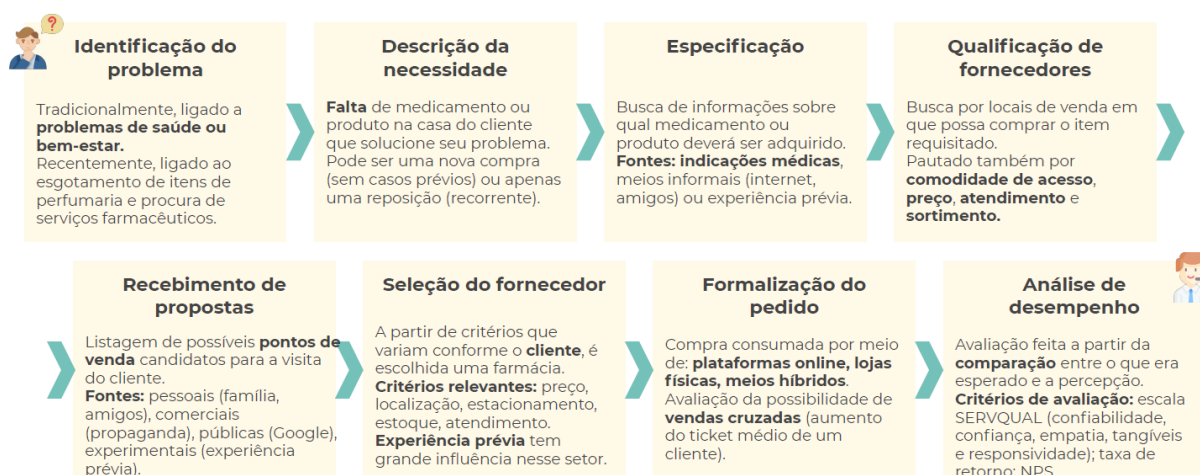 ?
Identificação do
problema
Tradicionalmente, ligado a
problemas de saúde ou
bem-estar.
Recentemente, ligado ao
esgotamento de itens de
perfumaria e procura de
serviços farmacêuticos.
Descrição da
necessidade
Falta de medicamento ou
produto na casa do cliente
que solucione seu problema.
Pode ser uma nova compra
(sem casos prévios) ou apenas
uma reposição (recorrente).
Especificação
Busca de informações sobre
qual medicamento ou
produto deverá ser adquirido.
Fontes: indicações médicas,
meios informais (internet,
amigos) ou experiência prévia.
Qualificação de
fornecedores
Busca por locais de venda em
que possa comprar o item
requisitado.
Pautado também por
comodidade de acesso,
preço, atendimento e
sortimento.
Recebimento de
propostas
Listagem de possíveis pontos de
venda candidatos para a visita
do cliente.
Fontes: pessoais (família,
amigos), comerciais
(propaganda), públicas (Google),
experimentais (experiência
prévia).
Seleção do fornecedor
A partir de critérios que
variam conforme o cliente, é
escolhida uma farmácia.
Critérios relevantes: preço,
localização, estacionamento,
estoque, atendimento.
Experiência prévia tem
grande influência nesse setor.
Formalização do
pedido
Compra consumada por meio
de: plataformas online, lojas
físicas, meios híbridos.
Avaliação da possibilidade de
vendas cruzadas (aumento
do ticket médio de um
cliente).
Análise de
desempenho
Avaliação feita a partir da
comparação entre o que era
esperado e a percepção.
Critérios de avaliação: escala
SERVQUAL (confiabilidade,
confiança, empatia, tangíveis
e responsividade); taxa de
retorno; NPS